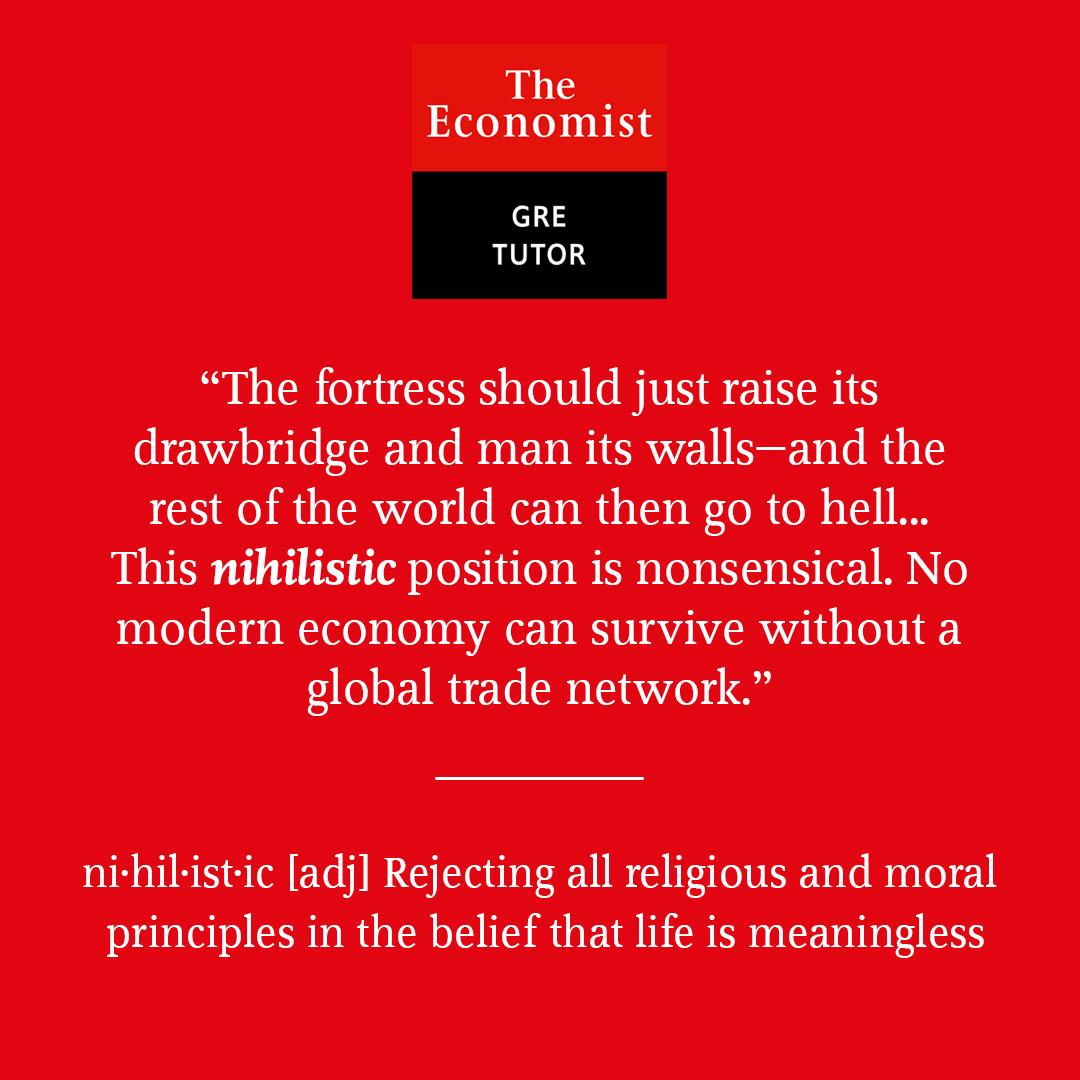 The
Economist
GRE
TUTOR
“The fortress should just raise its
drawbridge and man its walls—and the
rest of the world can then go to hell...
This nihilistic position is nonsensical. No
modern economy can survive without a
global trade network.”
ni·hil·ist·ic [adj] Rejecting all religious and moral
principles in the belief that life is meaningless